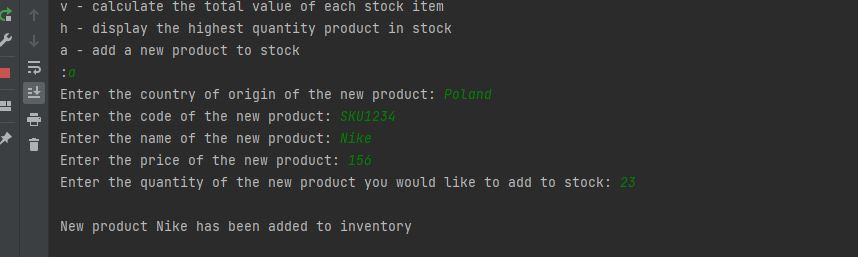 v - calculate the total value of each stock item
h - display the highest quantity product in stock
a - add a new product to stock
:a
Enter the country of origin of the new product: Poland
Enter the code of the new product: SKU1234
Enter the name of the new product: Nike
Enter the price of the new product: 156
Enter the quantity of the new product you would like to add to stock: 23
New product Nike has been added to inventory